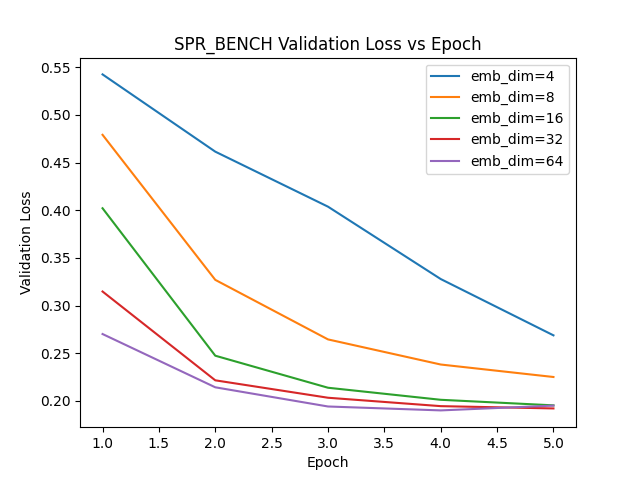 SPR_BENCH Validation Loss vs Epoch
Validation Loss
0.55
0.50
0.45
0.40
0.35
0.30
0.25
0.20
emb_dim=4
emb_dim=8
emb_dim=16
emb_dim=32
emb_dim=64
1.0 1.5 2.0 2.5 3.0 3.5 4.0 4.5 5.0
Epoch